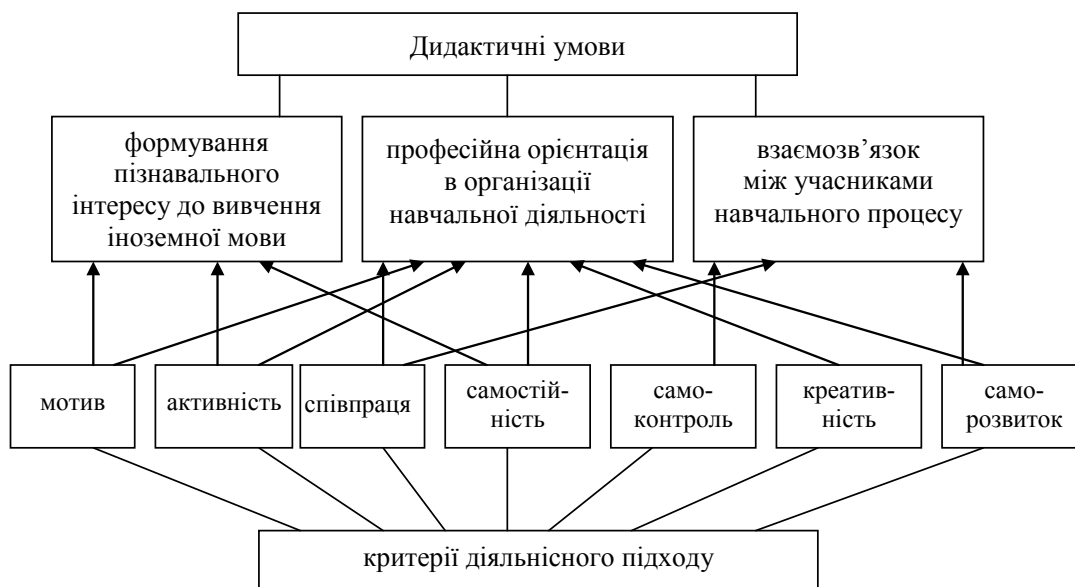 Дидактичні умови
формування
пізнавального
інтересу до вивчення
іноземної мови
професійна орієнтація
в організації
навчальної діяльності
взаємозв’язок
між учасниками
навчального процесу
мотив
активність
співпраця
самостій-
ність
само-
контроль
креатив-
ність
само-
розвиток
критерії діяльнісного підходу